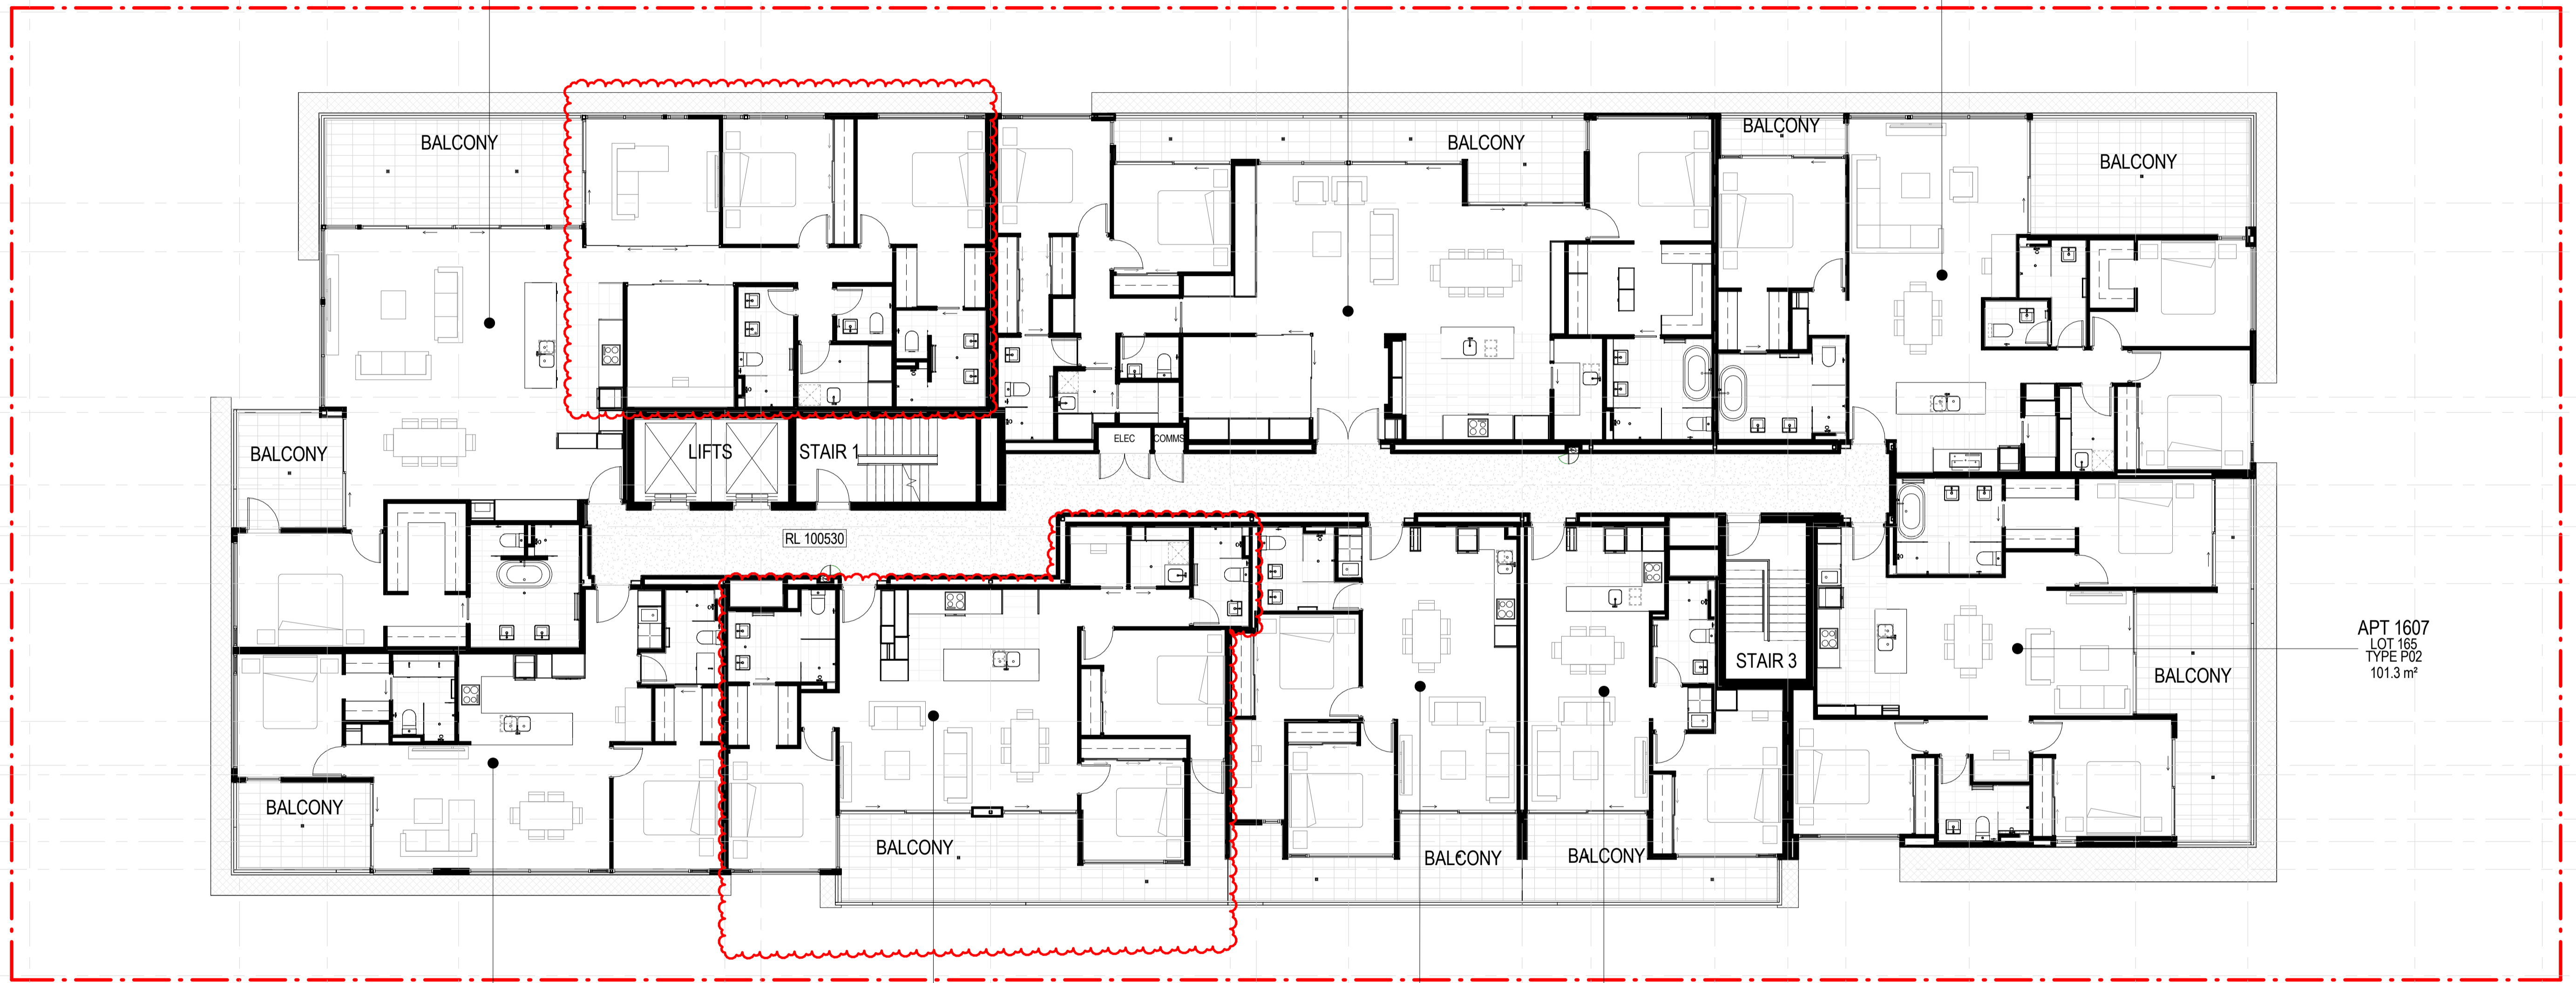 BALCONY
BALCONY
BALCONY
BALCONY
BALCONY
LIFTS
STAIR 1
ELEC
COMMS
RL 100530
STAIR 3
APT 1607
LOT 165
TYPE P02
101.3 m²
BALCONY
BALCONY
BALCONY
BALCONY
BALCONY